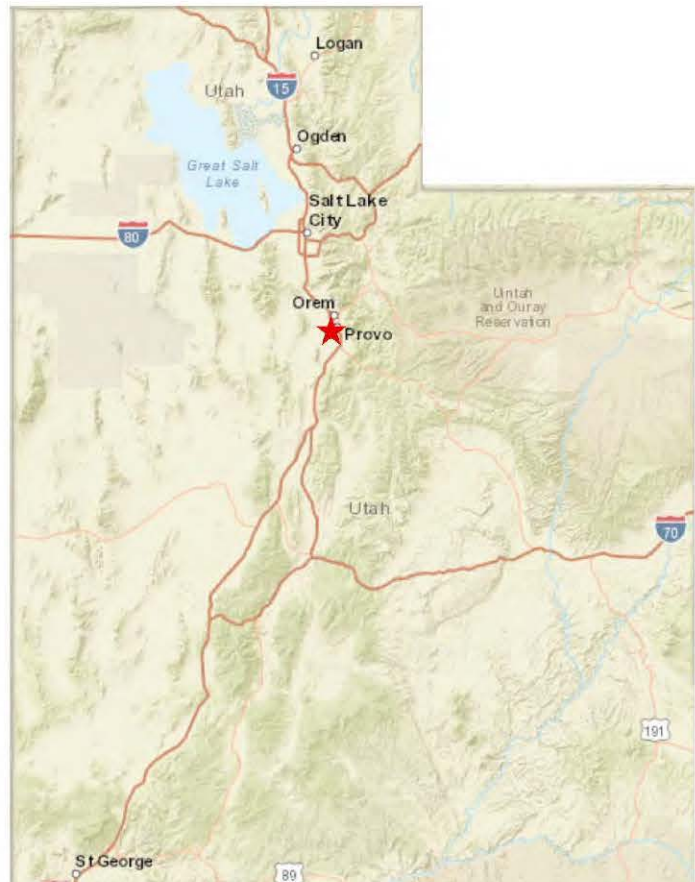 Logan
Utah
15
Ogden
Great Salt
Lake
Salt Lake
City
80
Orem
Uintah
and Ouray
Reservation
Provo
Utah
70
191
St George
89